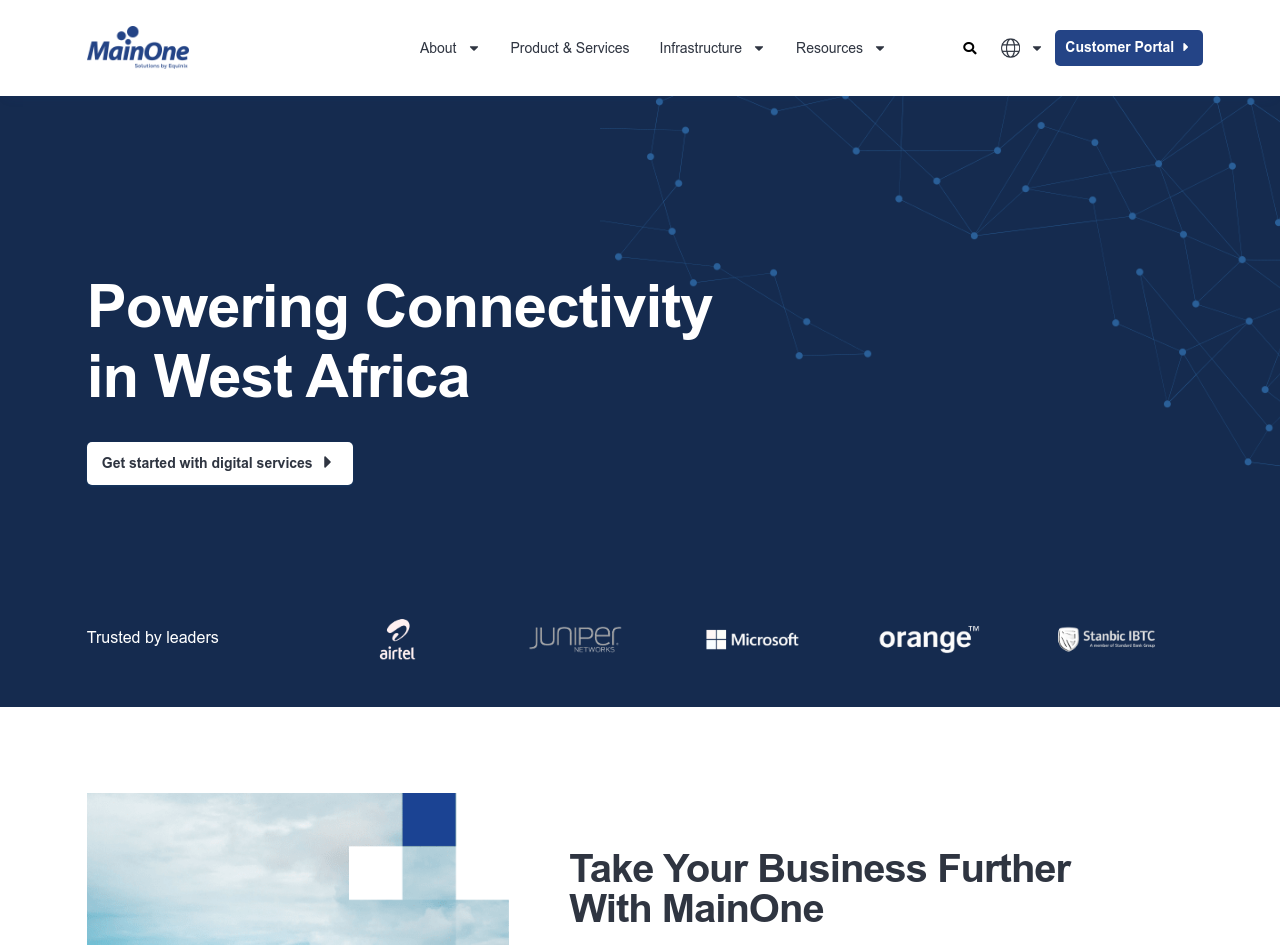 MainOne
Solutions by Equinix
About
Product & Services
Infrastructure
Resources
Customer Portal
Powering Connectivity
in West Africa
Get started with digital services
Trusted by leaders
airtel
JUNIPER
NETWORKS
Microsoft
orange™
Stanbic IBTC
A member of Standard Bank Group
Take Your Business Further
With MainOne